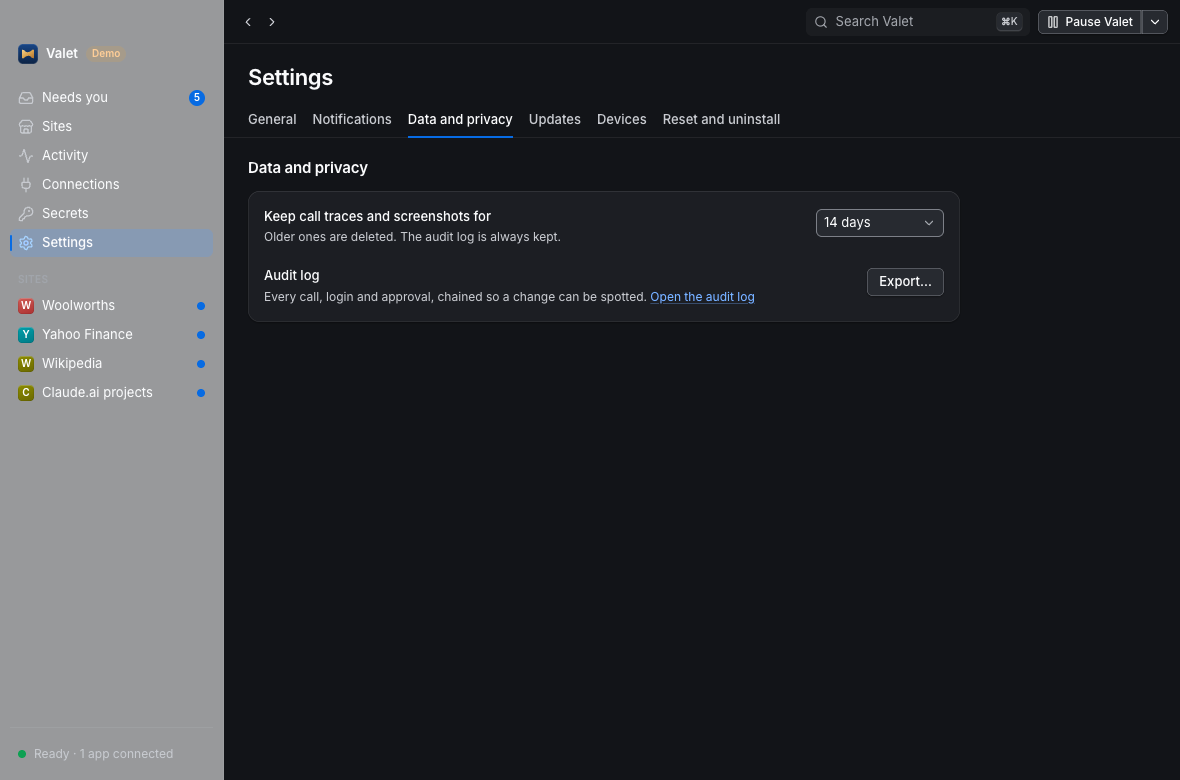 Valet Demo
Needs you 5
Sites
Activity
Connections
Secrets
Settings
SITES
W Woolworths
Y Yahoo Finance
W Wikipedia
C Claude.ai projects
Ready · 1 app connected
Search Valet ⌘K
Pause Valet
Settings
General Notifications Data and privacy Updates Devices Reset and uninstall
Data and privacy
Keep call traces and screenshots for
Older ones are deleted. The audit log is always kept.
14 days
Audit log
Every call, login and approval, chained so a change can be spotted. Open the audit log
Export...